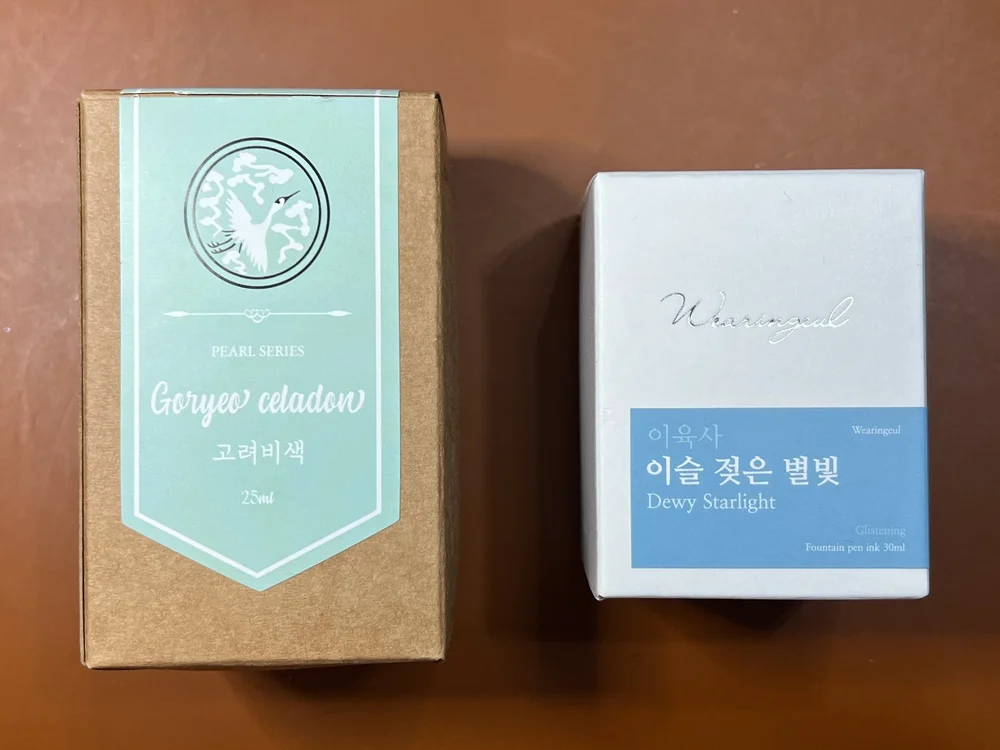 PEARL SERIES
Goryeo celadon
고려비색
25ml
Wearingeul
이육사
Wearingeul
이슬 젖은 별빛
Dewy Starlight
Glistening
Fountain pen ink 30ml